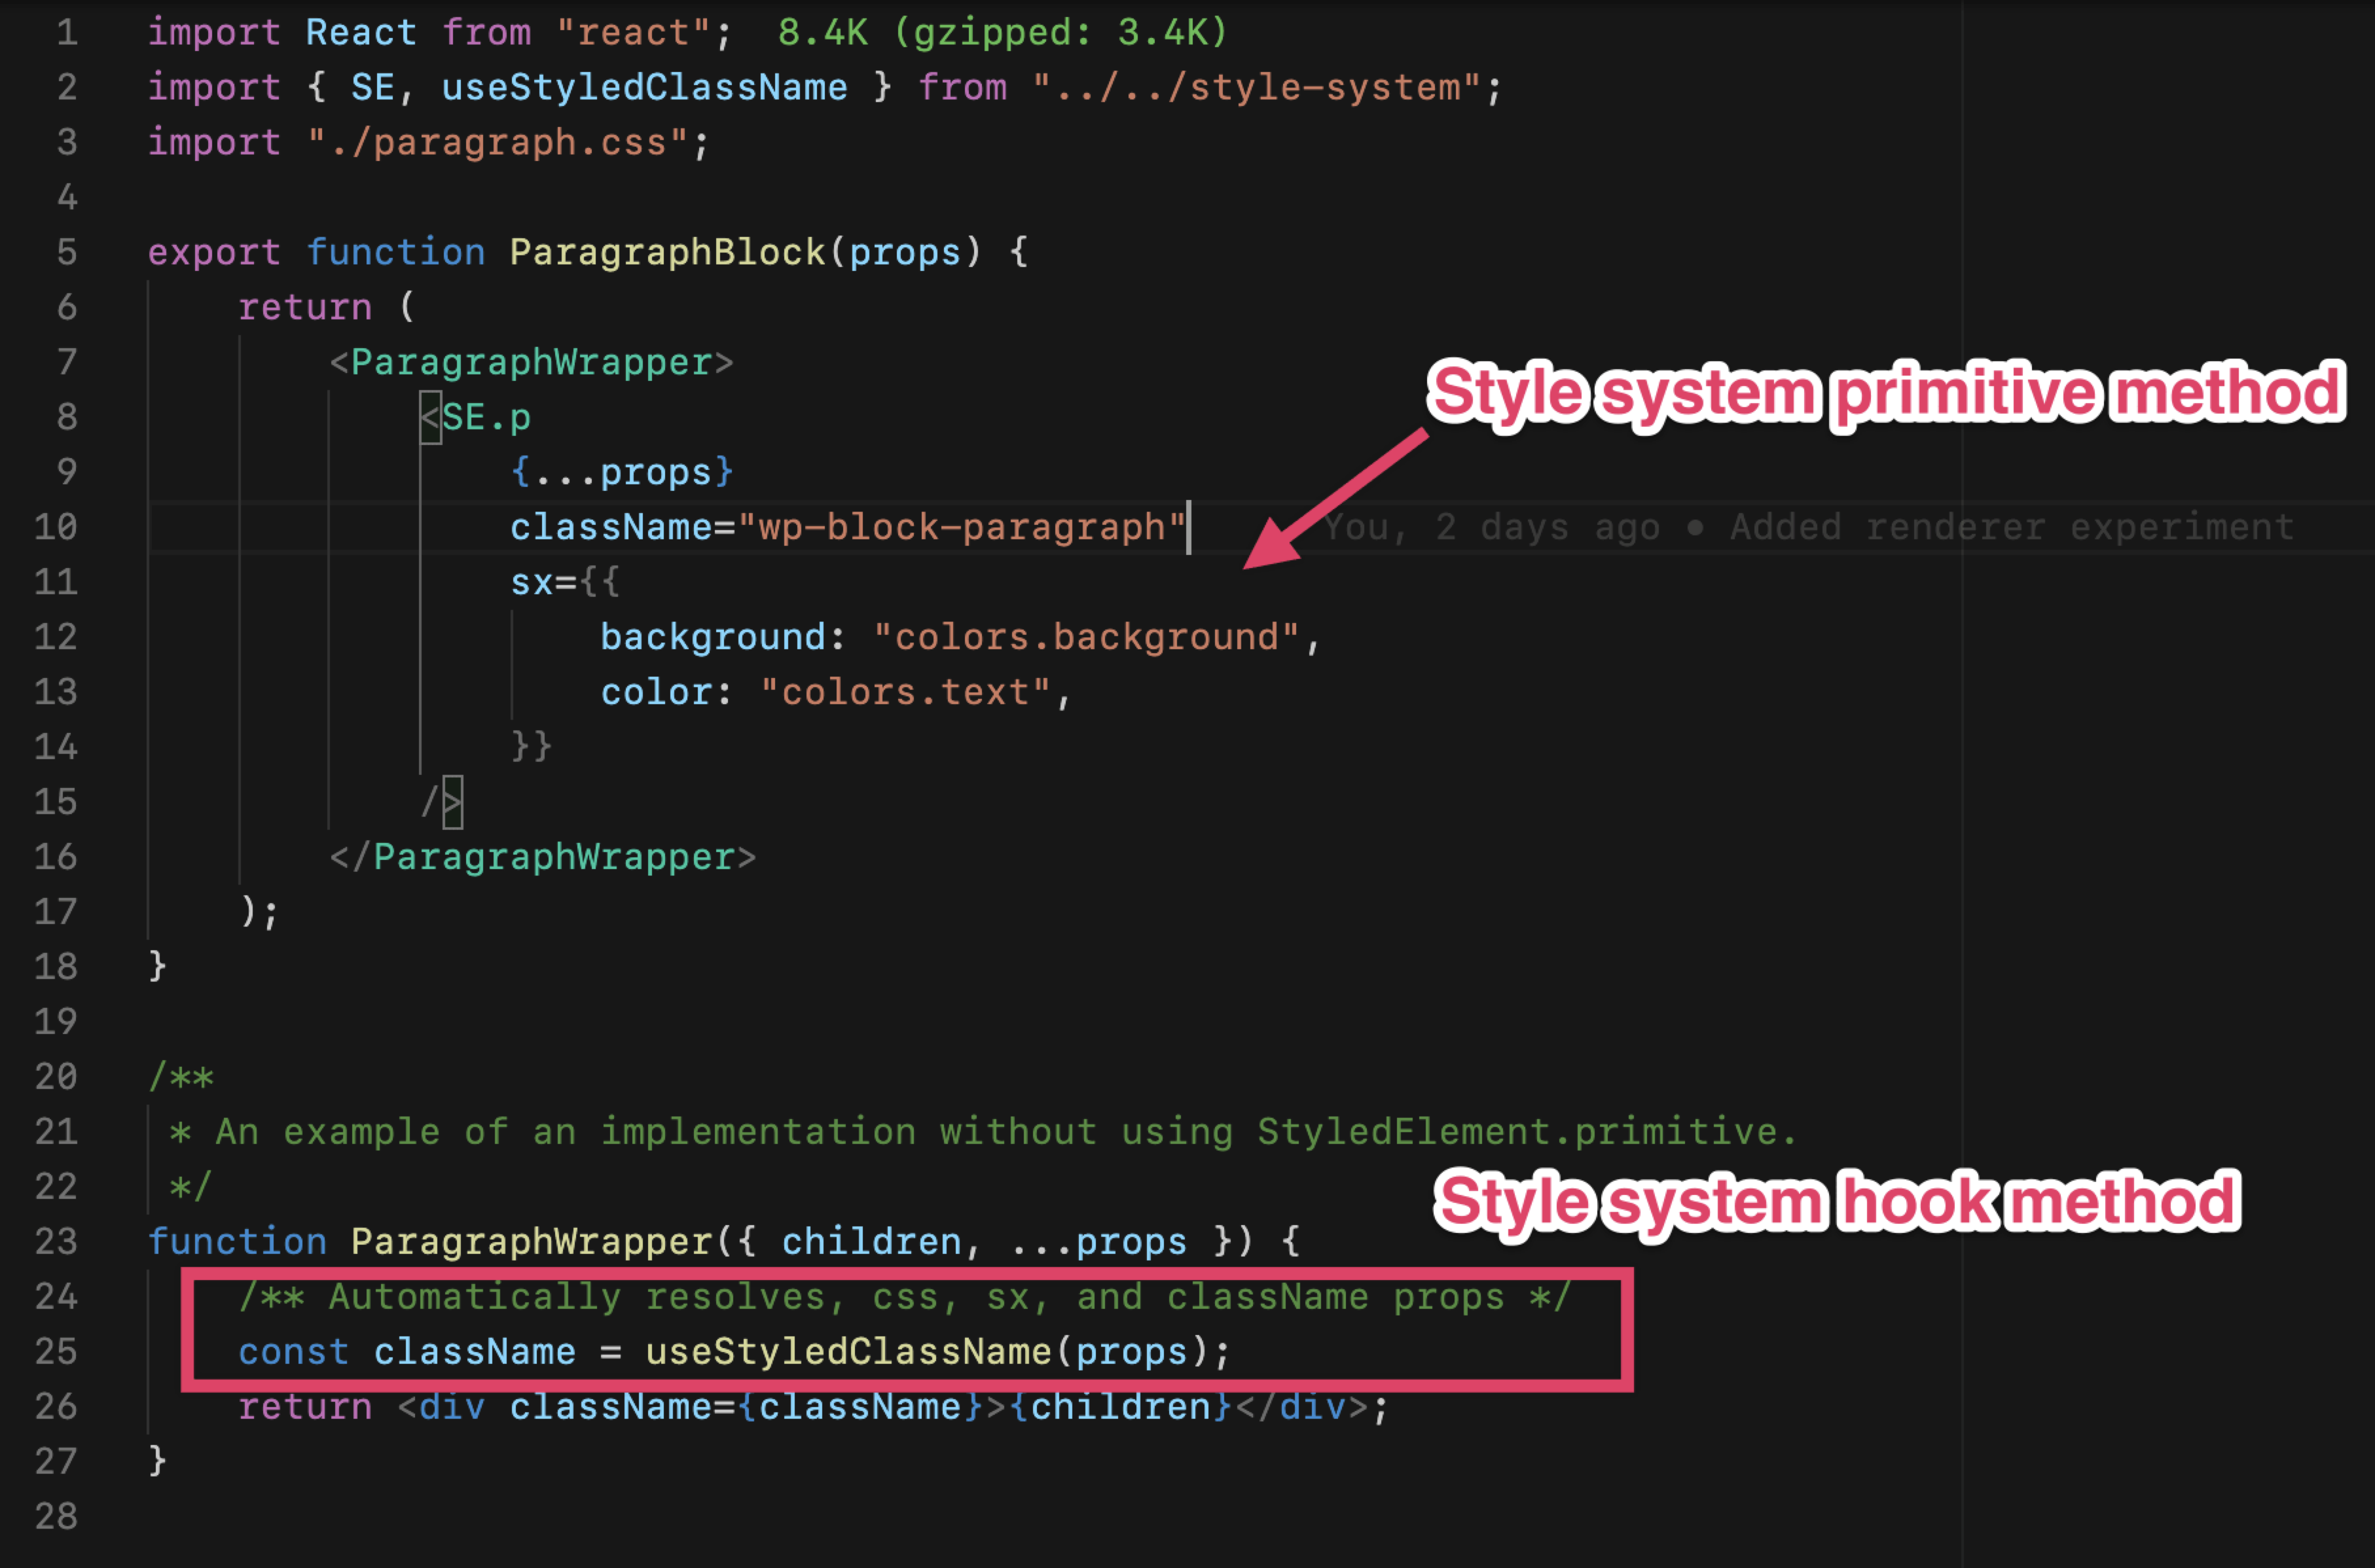 1 import React from "react"; 8.4K (gzipped: 3.4K)
2 import { SE, useStyledClassName } from "../../style-system";
3 import "./paragraph.css";
4
5 export function ParagraphBlock(props) {
6 return (
7 <ParagraphWrapper>
Style system primitive method
8 <SE.p
9 {...props}
10 className="wp-block-paragraph" You, 2 days ago • Added renderer experiment
11 sx={{
12 background: "colors.background",
13 color: "colors.text",
14 }}
15 />
16 </ParagraphWrapper>
17 );
18 }
19
20 /**
21 * An example of an implementation without using StyledElement.primitive.
22 */
Style system hook method
23 function ParagraphWrapper({ children, ...props }) {
24 /** Automatically resolves, css, sx, and className props */
25 const className = useStyledClassName(props);
26 return <div className={className}>{children}</div>;
27 }
28